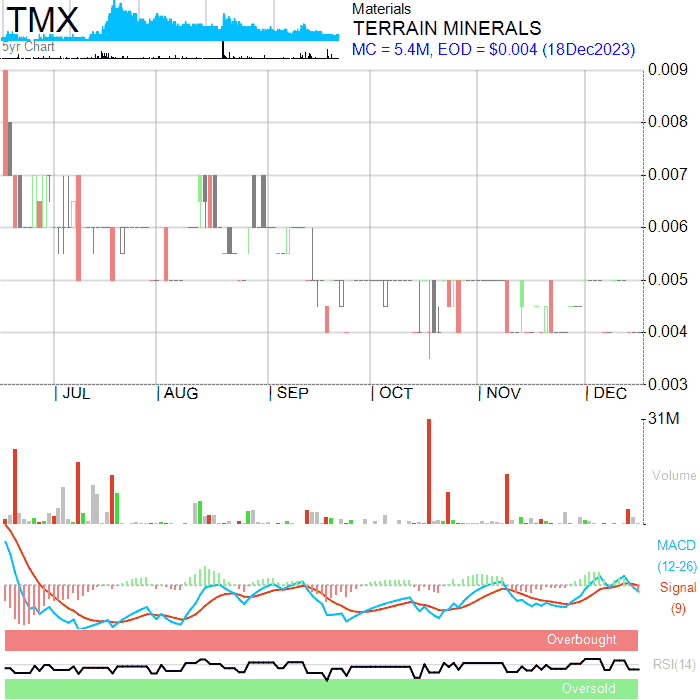 TMX
5yr Chart
Materials
TERRAIN MINERALS
MC = 5.4M, EOD = $0.004 (18Dec2023)
0.009
0.008
0.007
0.006
0.005
0.004
0.003
| JUL | AUG | SEP | OCT | NOV | DEC
31M
Volume
MACD
(12-26)
Signal
(9)
Overbought
RSI(14)
Oversold